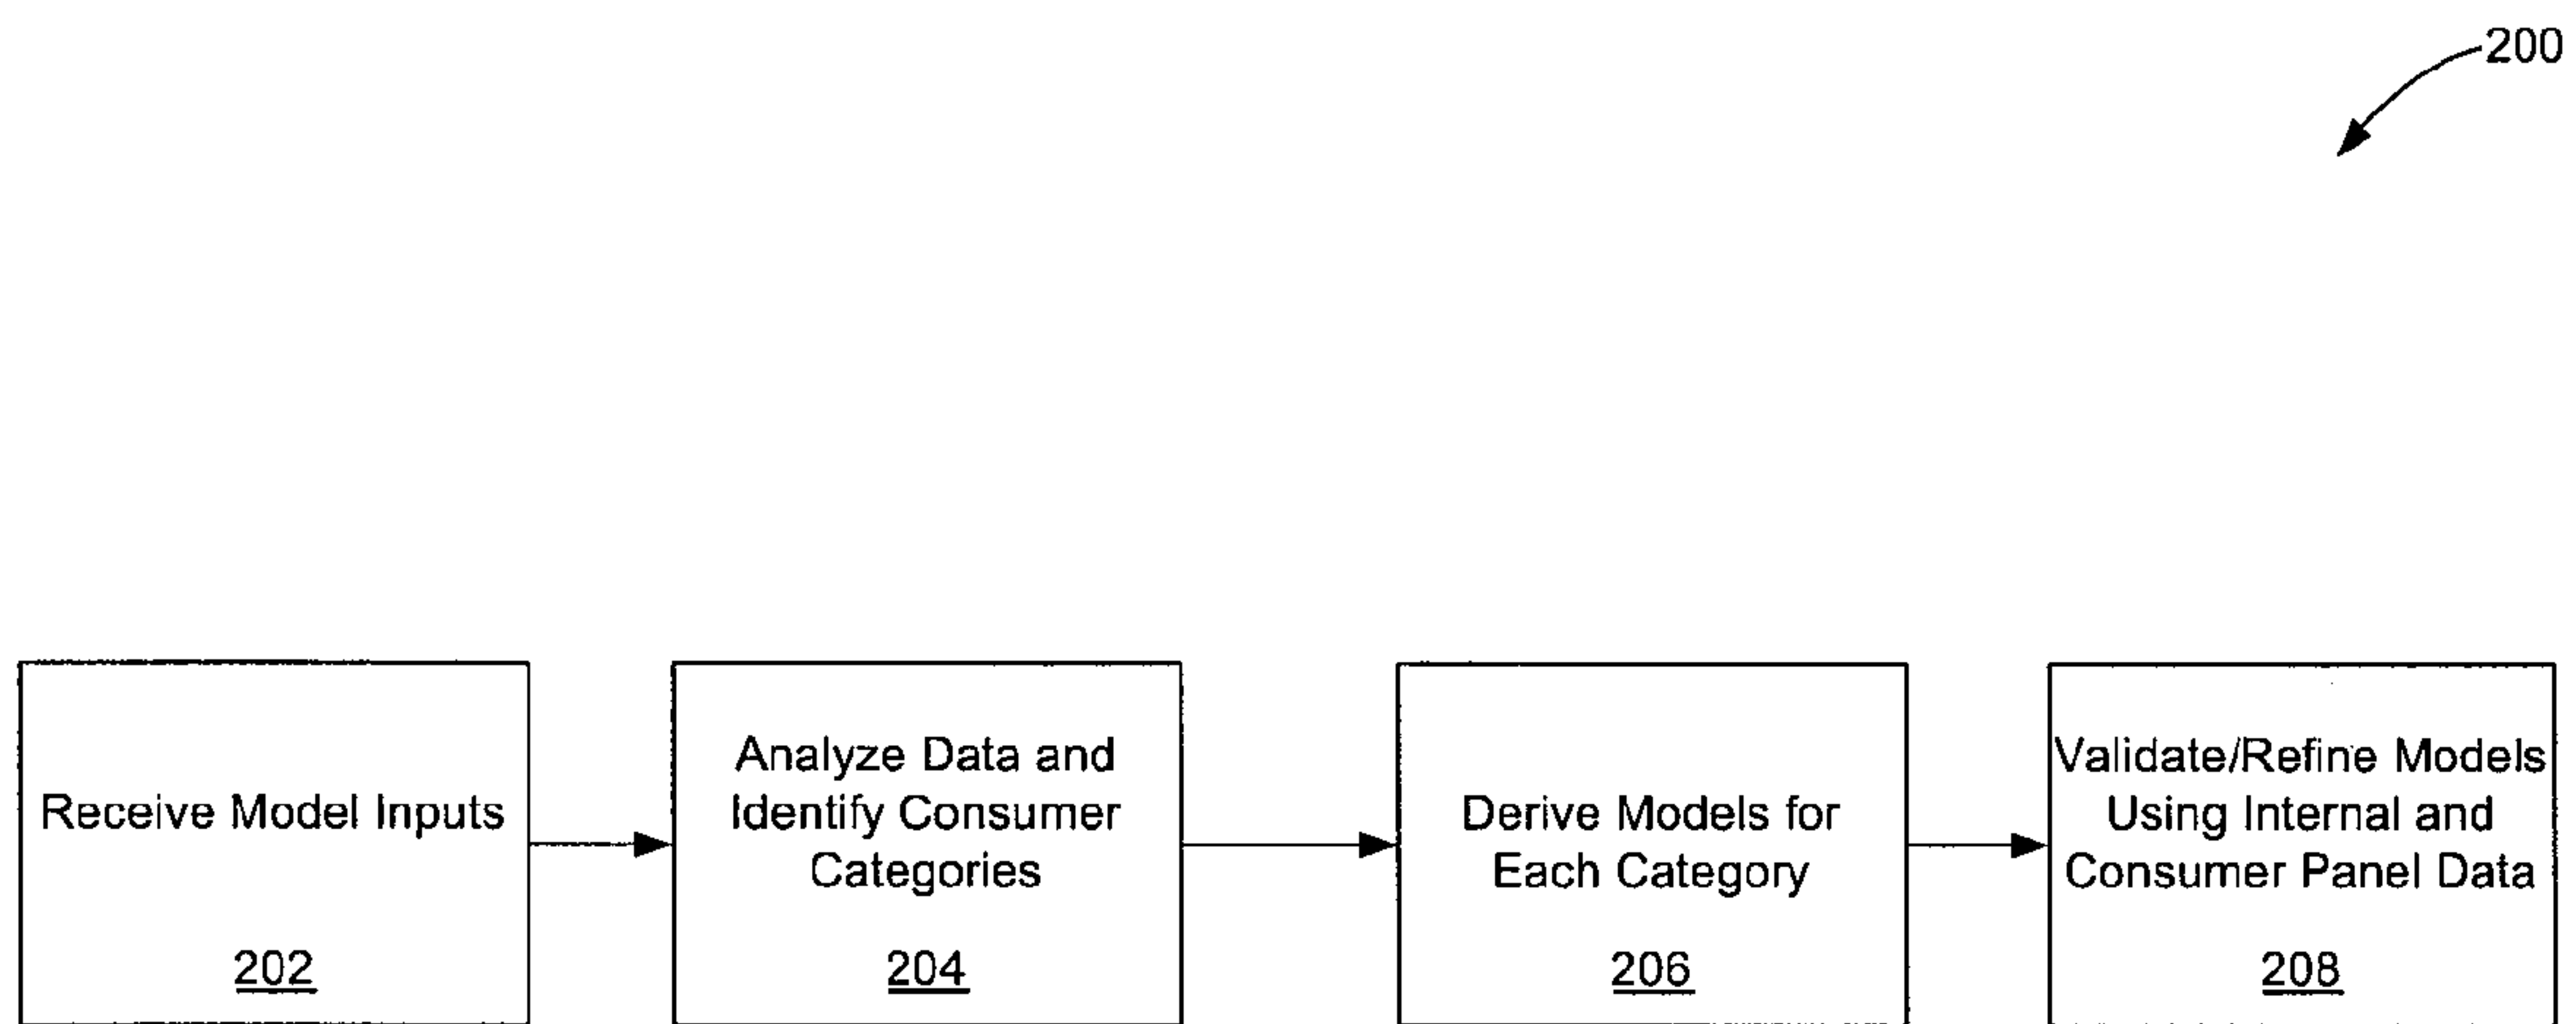 200
Receive Model Inputs
202
Analyze Data and
Identify Consumer
Categories
204
Derive Models for
Each Category
206
Validate/Refine Models
Using Internal and
Consumer Panel Data
208